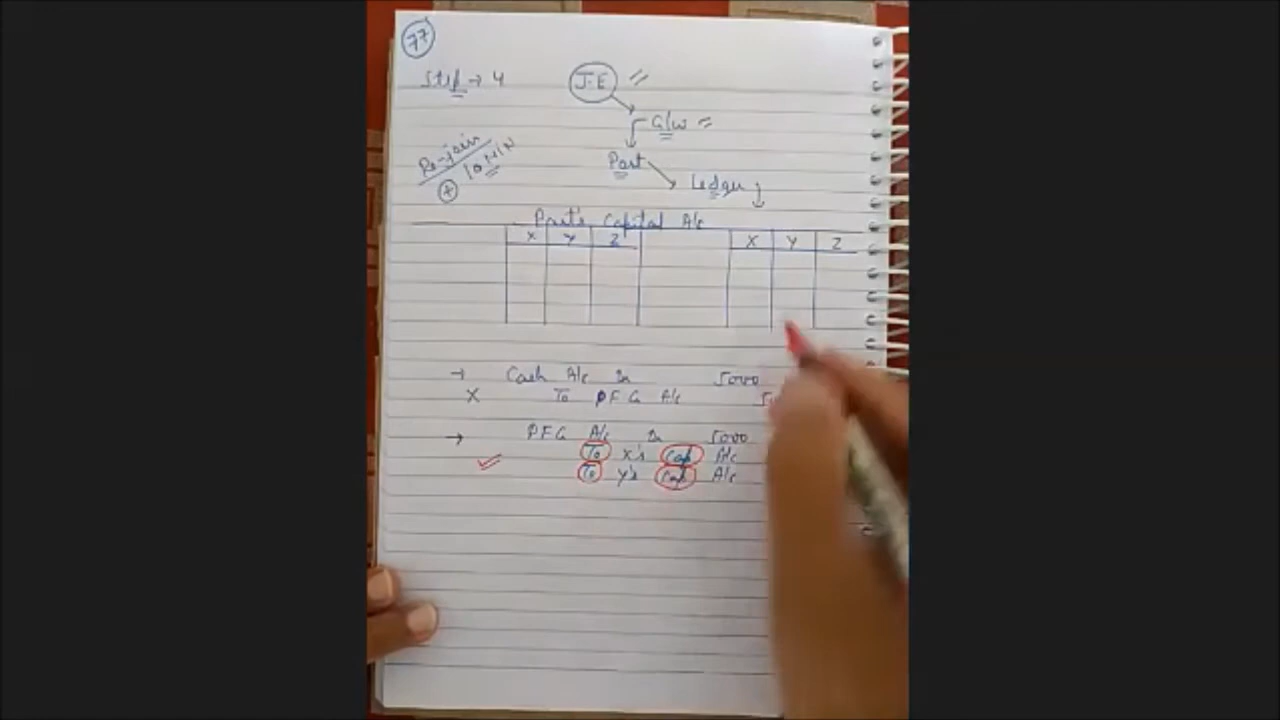 77
Step → 4
J.E
G/W
Re-join
+ 10 MIN
Post
Ledger
Part's Capital A/c
X Y Z X Y Z
→ Cash A/c Dr 5000
X To PFG A/c
→ PFG A/c Dr 5000
To X's Cap A/c
To Y's Cap A/c